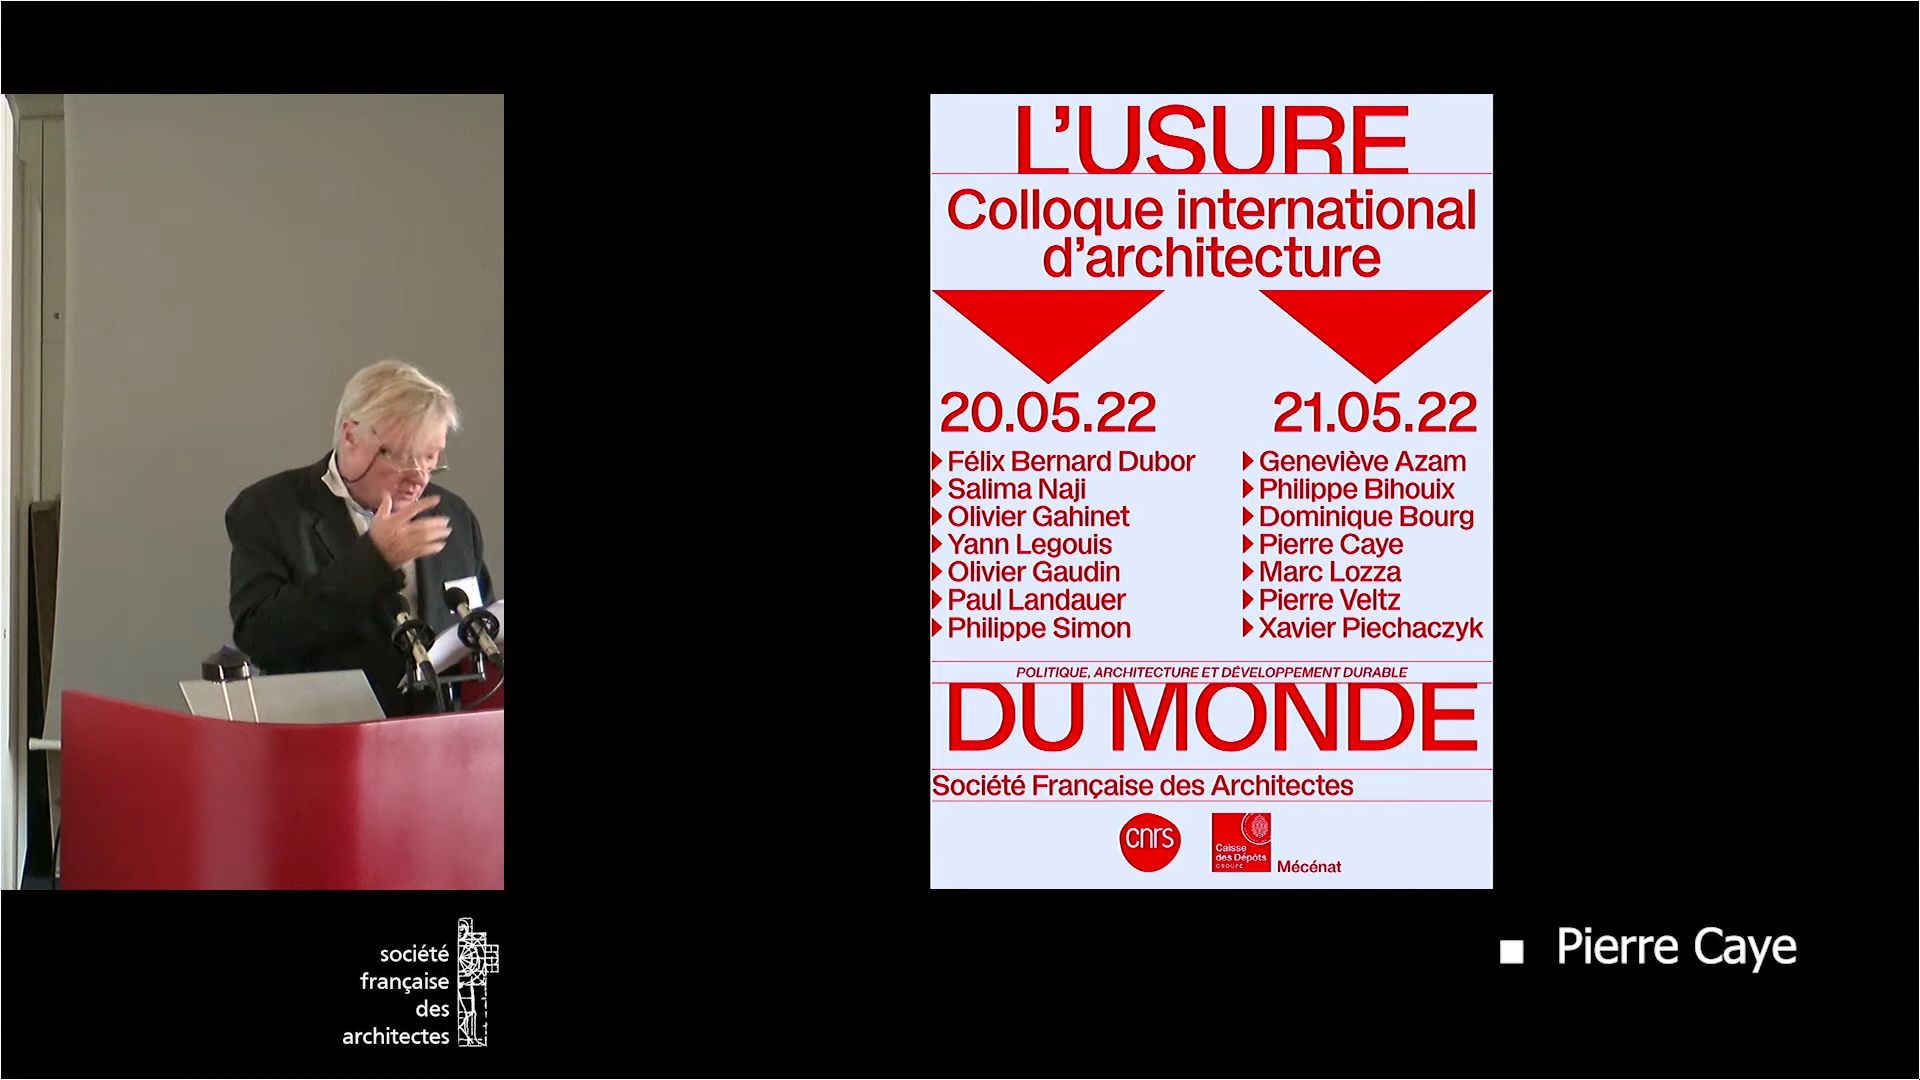 L'USURE
Colloque international
d'architecture
20.05.22
Félix Bernard Dubor
Salima Naji
Olivier Gahinet
Yann Legouis
Olivier Gaudin
Paul Landauer
Philippe Simon
21.05.22
Geneviève Azam
Philippe Bihouix
Dominique Bourg
Pierre Caye
Marc Lozza
Pierre Veltz
Xavier Piechaczyk
POLITIQUE, ARCHITECTURE ET DÉVELOPPEMENT DURABLE
DU MONDE
Société Française des Architectes
cnrs
Caisse
des Dépôts
GROUPE
Mécénat
société
française
des
architectes
Pierre Caye